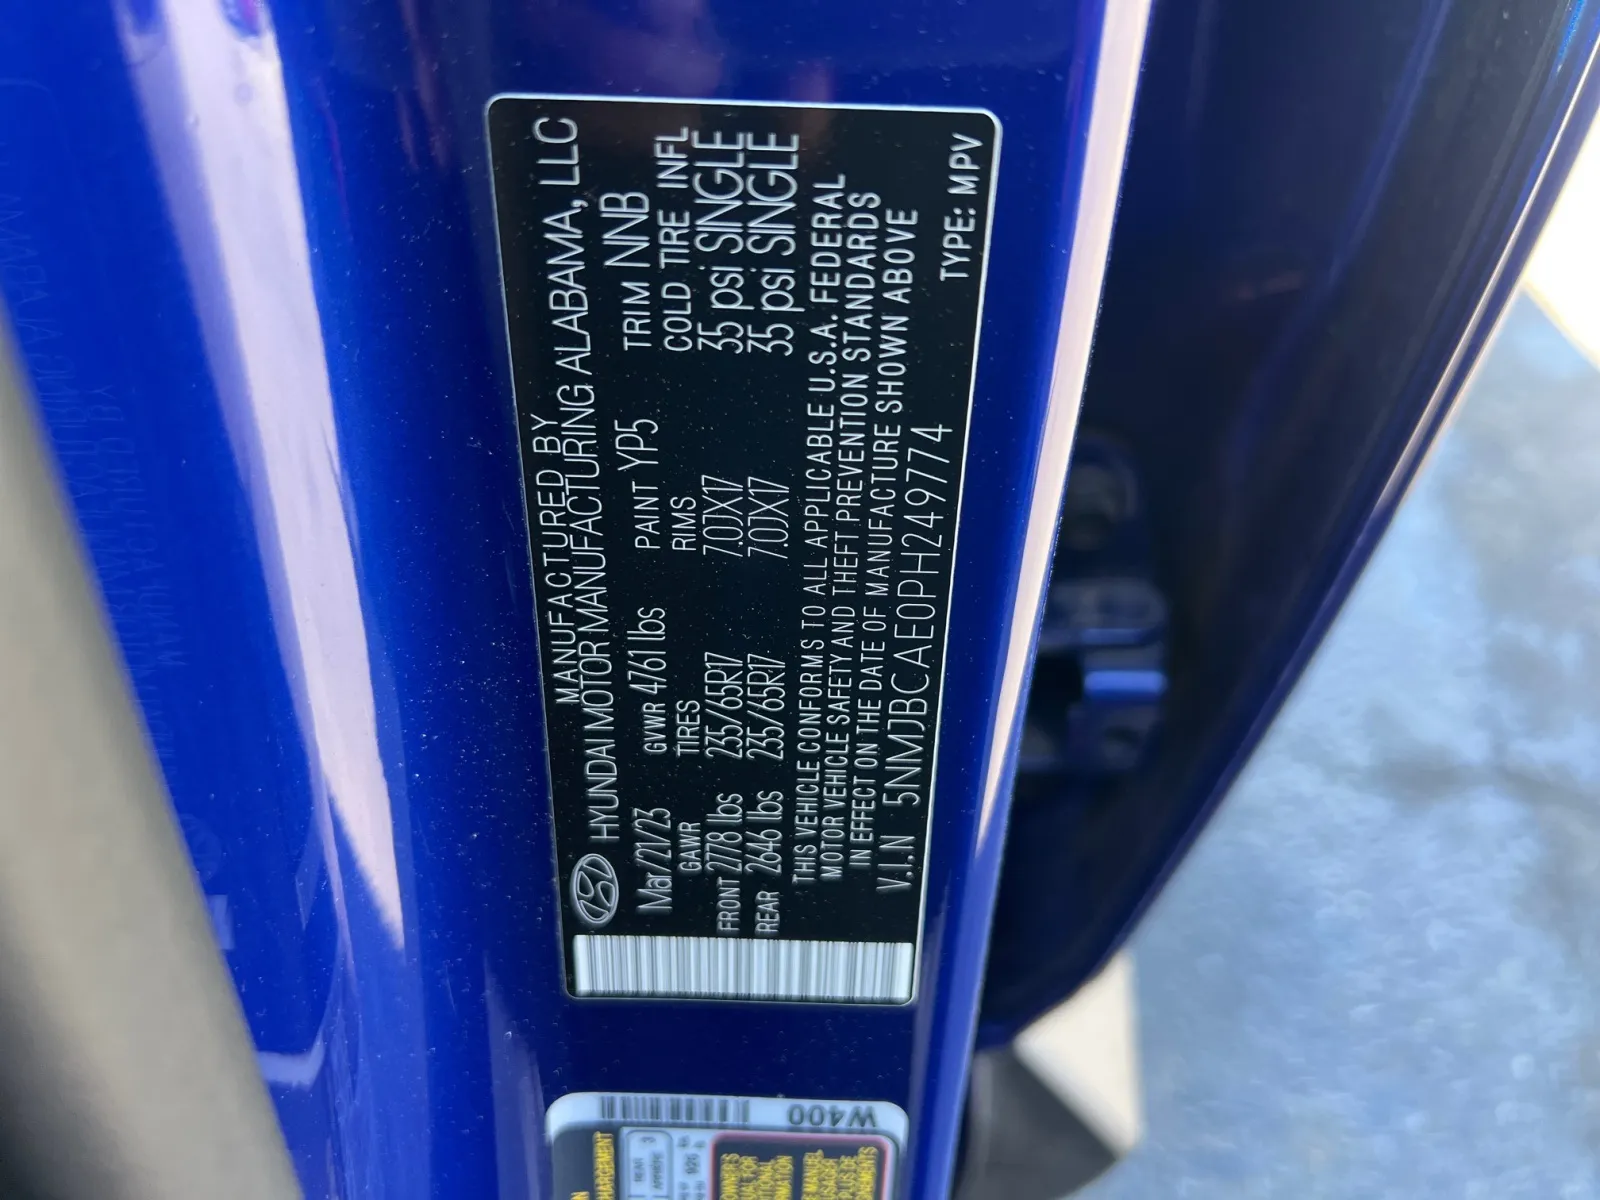 MANUFACTURED BY
HYUNDAI MOTOR MANUFACTURING ALABAMA, LLC
Mar/21/23 GVWR 4761 lbs PAINT YP5 TRIM NNB
GAWR TIRES RIMS COLD TIRE INFL
FRONT 2778 lbs 235/65R17 7.0JX17 35 psi SINGLE
REAR 2646 lbs 235/65R17 7.0JX17 35 psi SINGLE
THIS VEHICLE CONFORMS TO ALL APPLICABLE U.S.A. FEDERAL
MOTOR VEHICLE SAFETY AND THEFT PREVENTION STANDARDS
IN EFFECT ON THE DATE OF MANUFACTURE SHOWN ABOVE
V.I.N 5NMJBCAE0PH249774 TYPE: MPV
W400
REAR
3